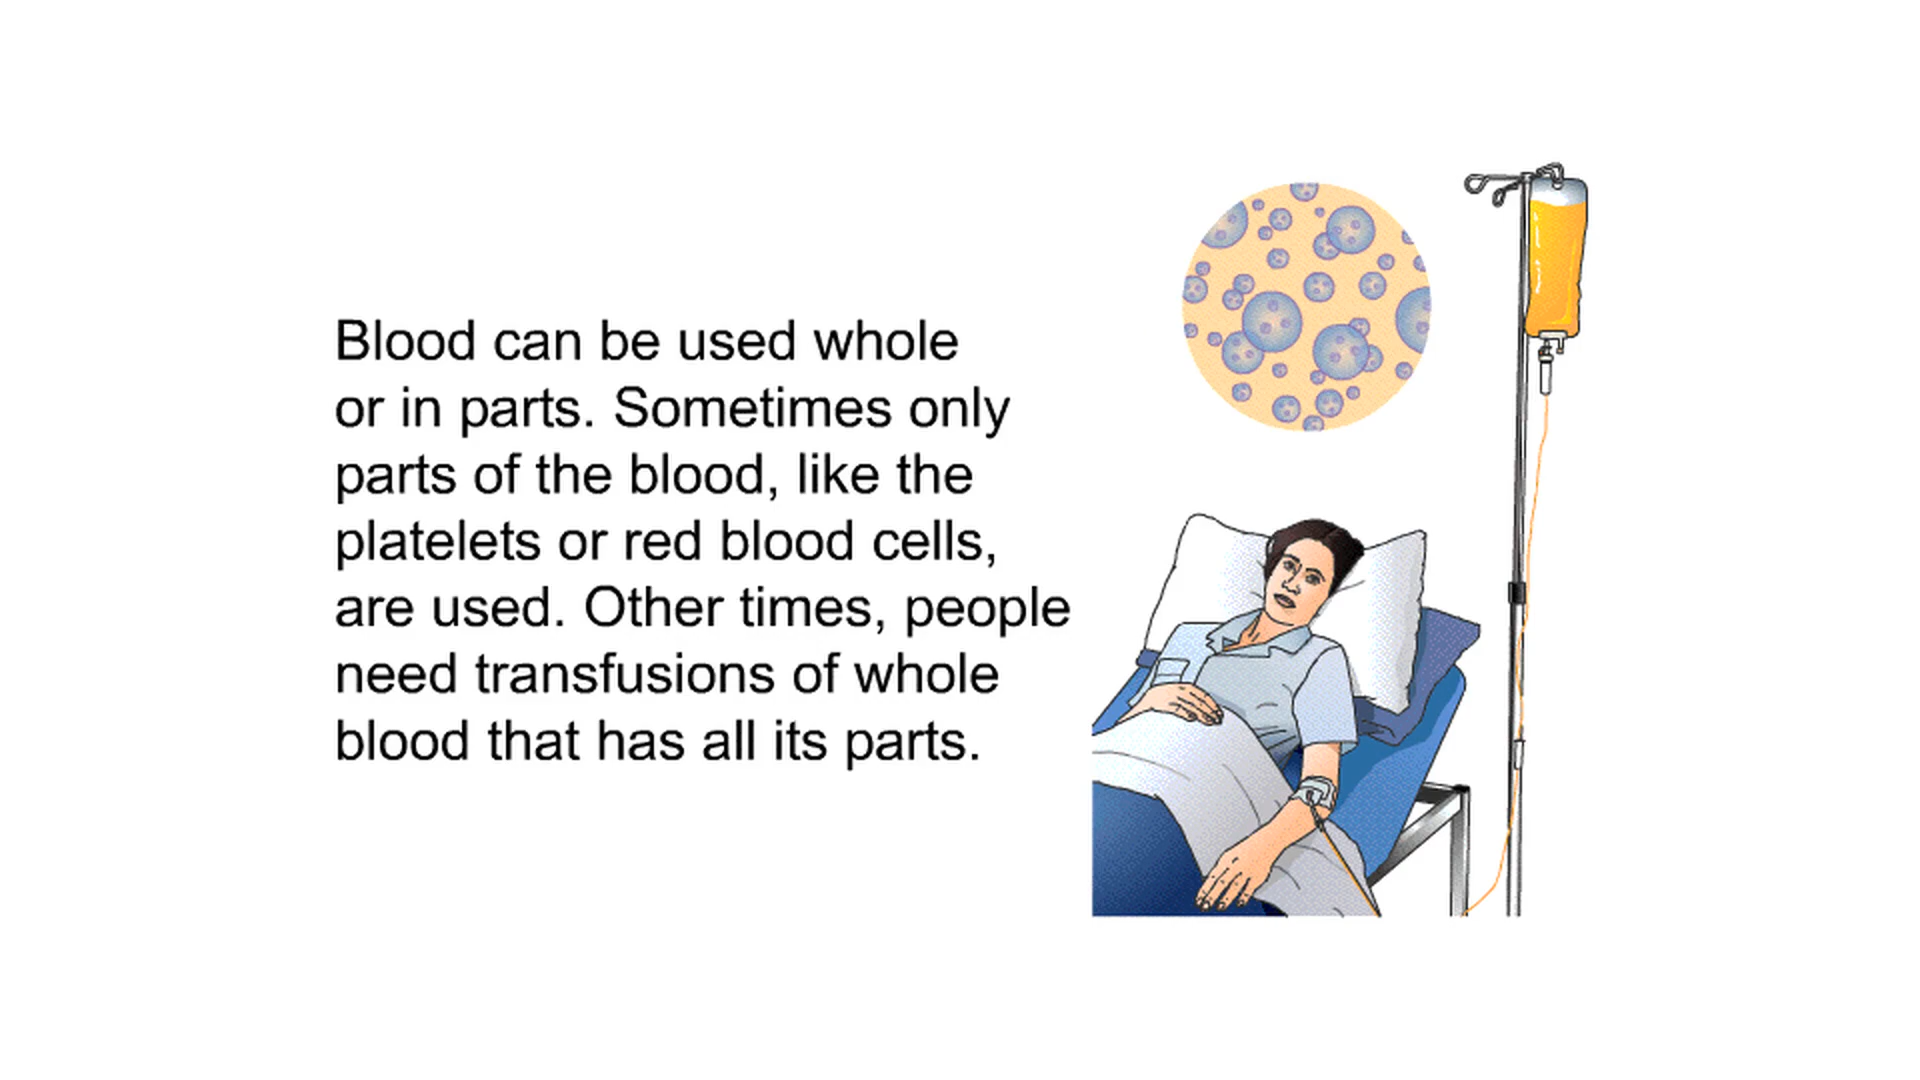 Blood can be used whole
or in parts. Sometimes only
parts of the blood, like the
platelets or red blood cells,
are used. Other times, people
need transfusions of whole
blood that has all its parts.